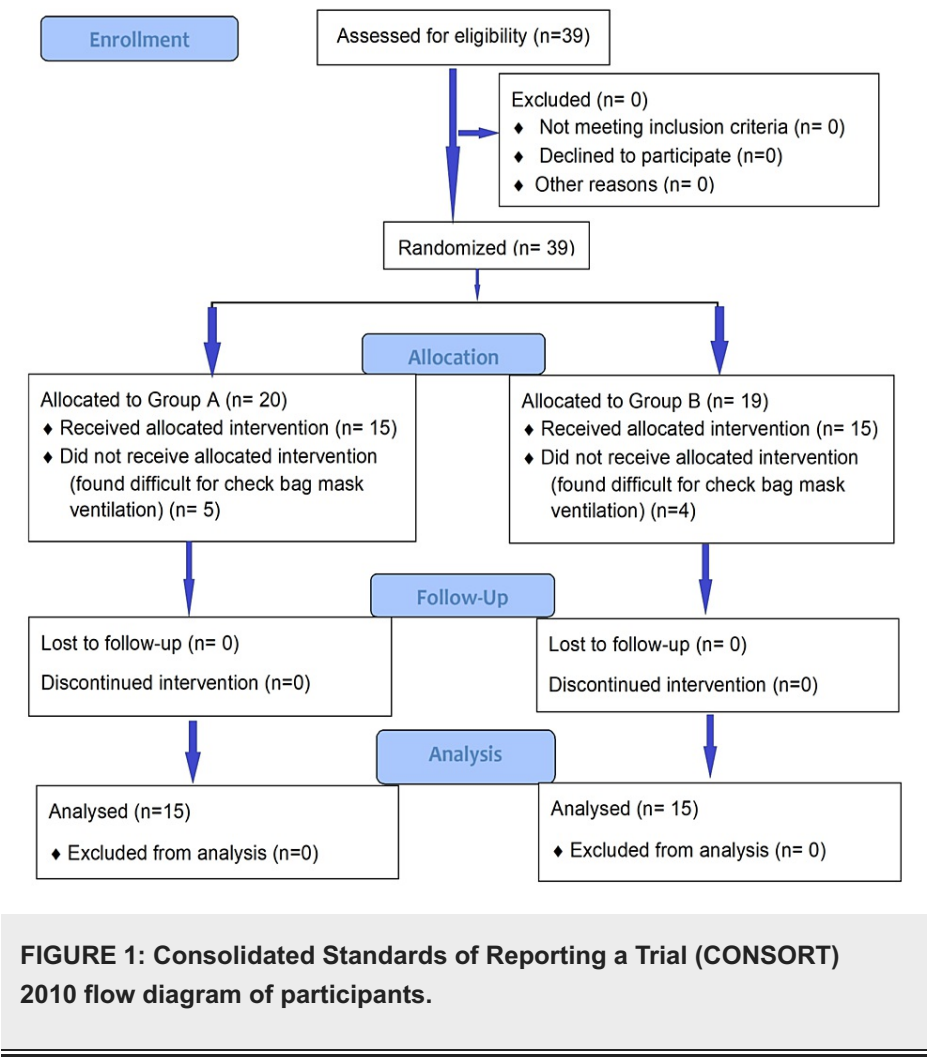 Enrollment
Assessed for eligibility (n=39)
Excluded (n= 0)
♦ Not meeting inclusion criteria (n= 0)
♦ Declined to participate (n=0)
♦ Other reasons (n= 0)
Randomized (n= 39)
Allocation
Allocated to Group A (n= 20)
♦ Received allocated intervention (n= 15)
♦ Did not receive allocated intervention
(found difficult for check bag mask
ventilation) (n= 5)
Allocated to Group B (n= 19)
♦ Received allocated intervention (n= 15)
♦ Did not receive allocated intervention
(found difficult for check bag mask
ventilation) (n=4)
Follow-Up
Lost to follow-up (n= 0)
Discontinued intervention (n=0)
Lost to follow-up (n= 0)
Discontinued intervention (n=0)
Analysis
Analysed (n=15)
♦ Excluded from analysis (n=0)
Analysed (n= 15)
♦ Excluded from analysis (n= 0)
FIGURE 1: Consolidated Standards of Reporting a Trial (CONSORT)
2010 flow diagram of participants.